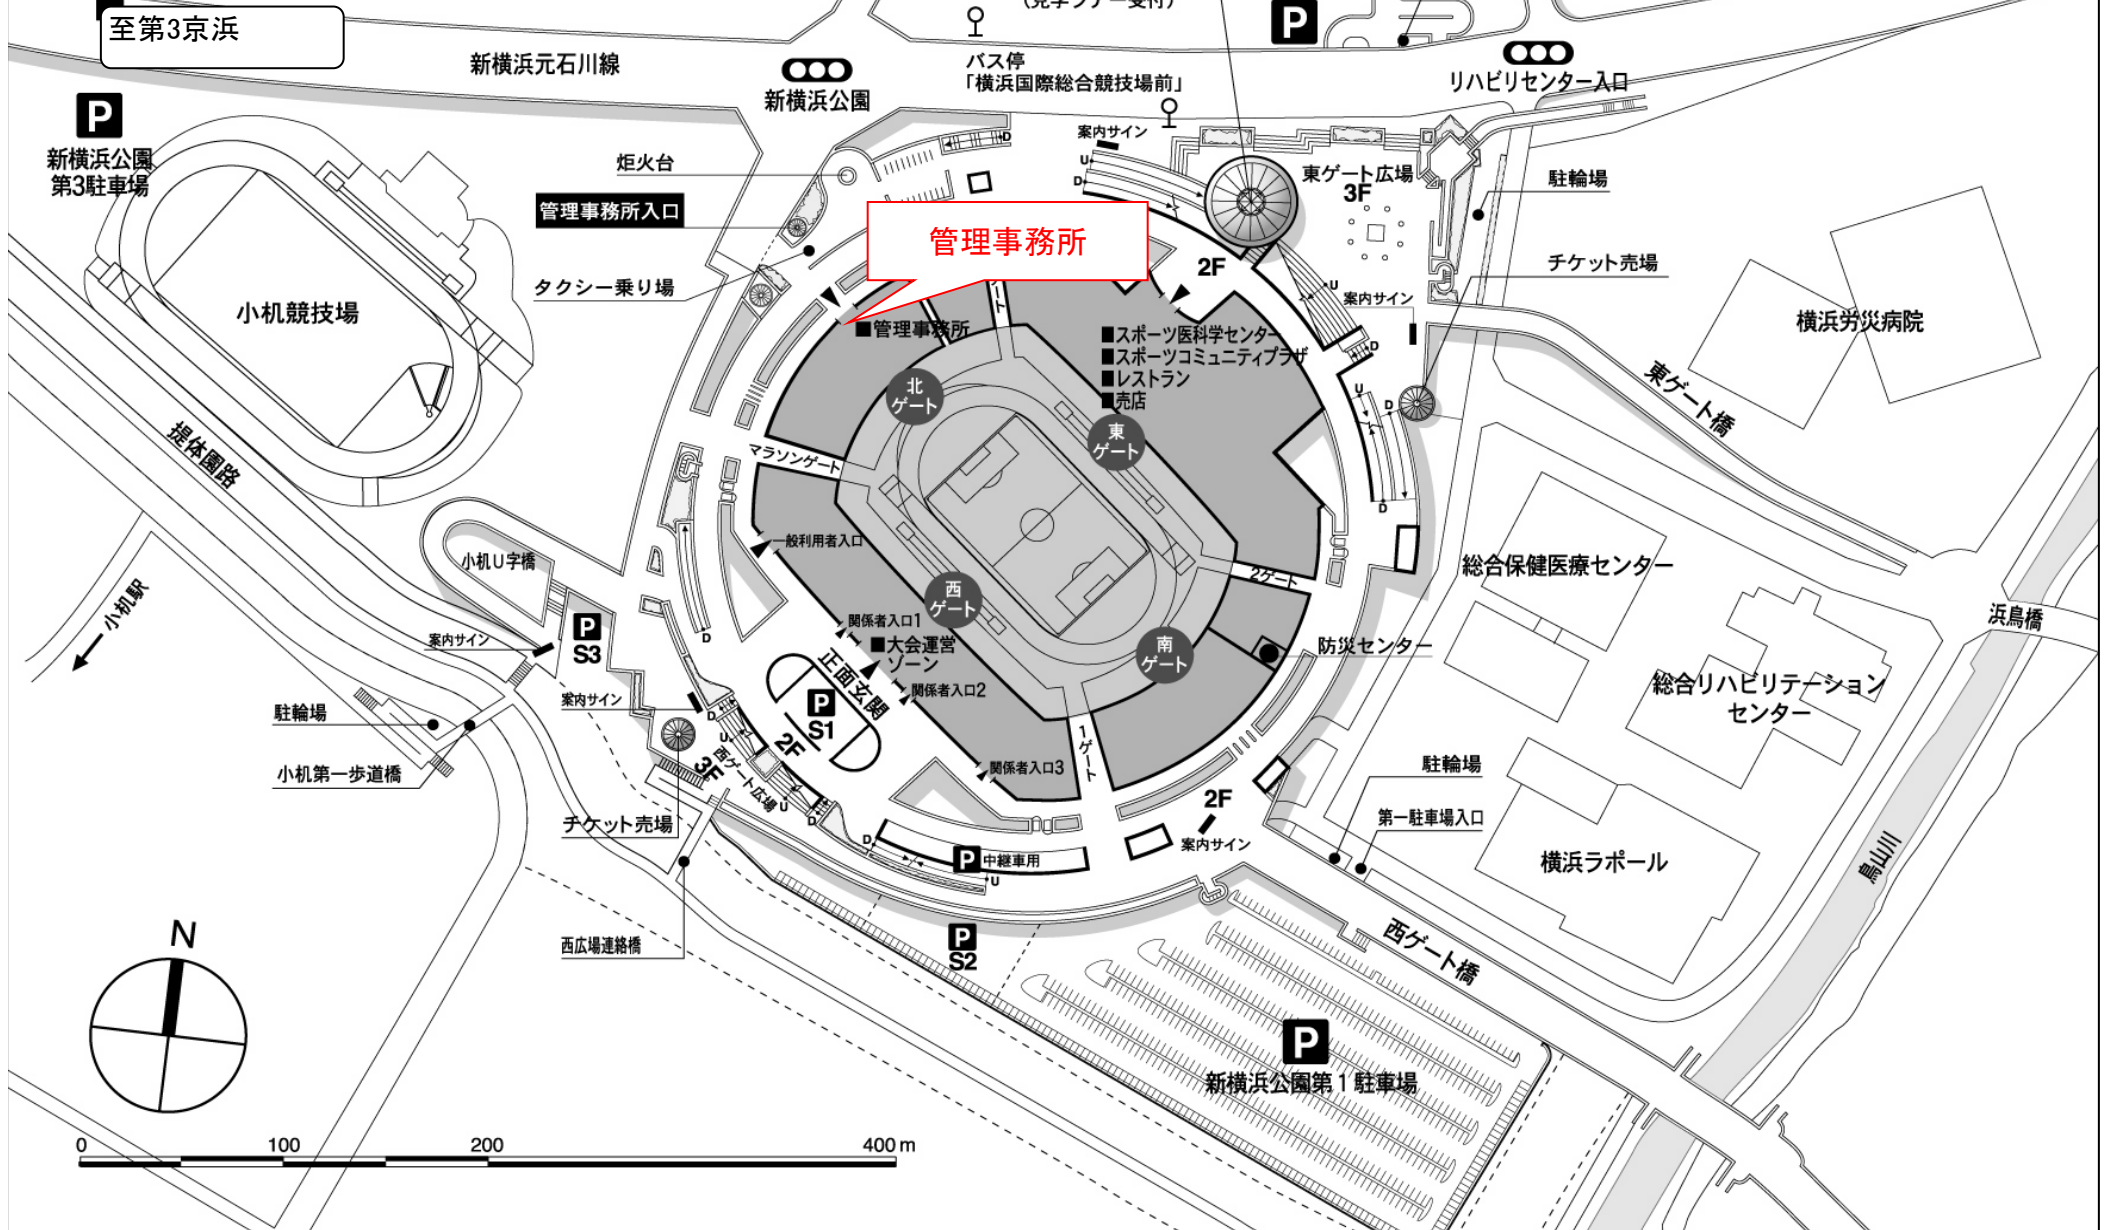 至第3京浜
(見学ツアー受付)
P
新横浜元石川線
新横浜公園
バス停
「横浜国際総合競技場前」
リハビリセンター入口
P
新横浜公園
第3駐車場
炬火台
管理事務所入口
タクシー乗り場
案内サイン
U
D
D
東ゲート広場
3F
駐輪場
チケット売場
案内サイン
管理事務所
2F
U
D
小机競技場
■管理事務所
■スポーツ医科学センター
■スポーツコミュニティプラザ
■レストラン
■売店
横浜労災病院
東ゲート橋
北
ゲート
東
ゲート
U
D
D
堤体園路
マラソンゲート
一般利用者入口
小机U字橋
小机駅
案内サイン
P
S3
D
西
ゲート
2ゲート
南
ゲート
防災センター
総合保健医療センター
浜鳥橋
総合リハビリテーション
センター
関係者入口1
■大会運営
ゾーン
関係者入口2
正面玄関
P
S1
案内サイン
D
U
2F
3F
西ゲート広場
U
D
駐輪場
小机第一歩道橋
チケット売場
関係者入口3
1ゲート
2F
案内サイン
駐輪場
第一駐車場入口
横浜ラポール
鳥山川
D
P 中継車用
U
西広場連絡橋
P
S2
西ゲート橋
P
新横浜公園第1駐車場
N
0 100 200 400m